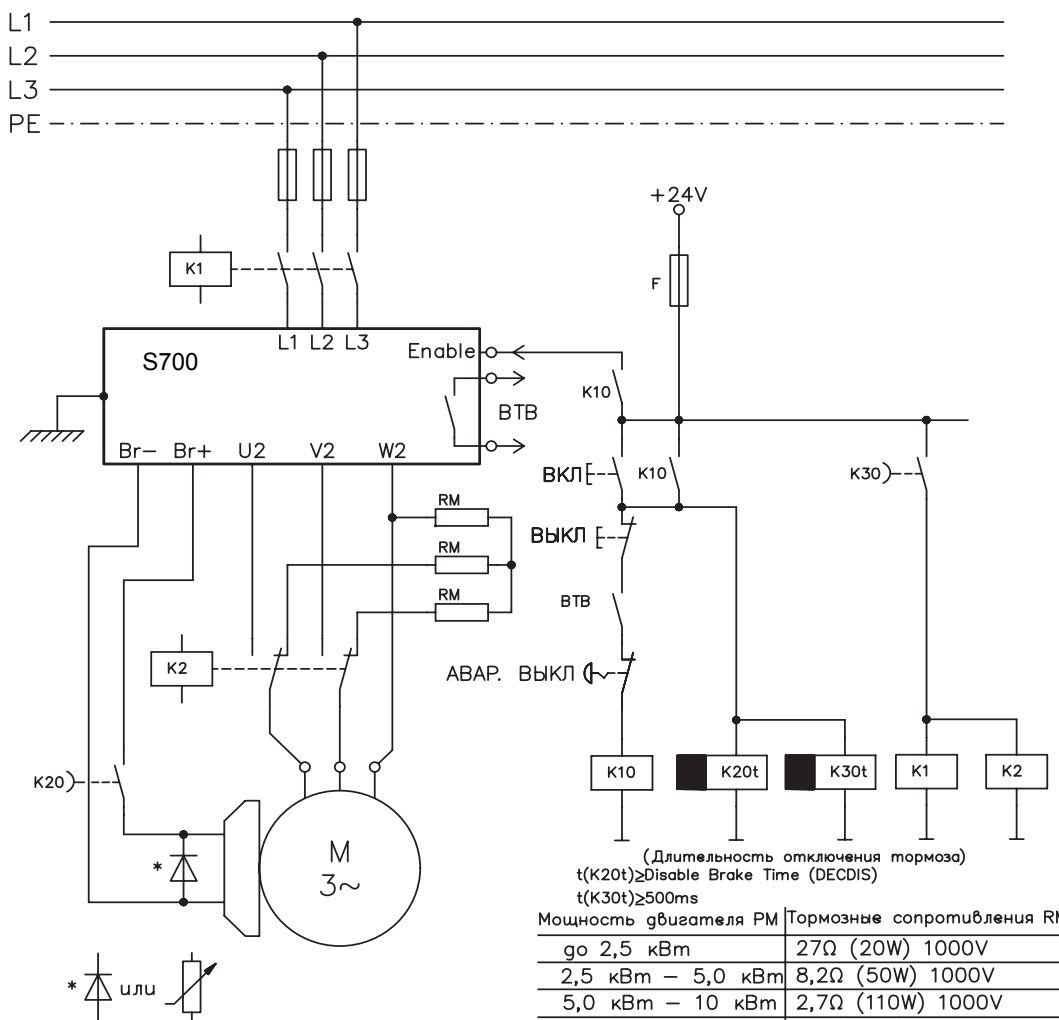 L1
L2
L3
PE
+24V
K1
F
L1 L2 L3
S700
Enable
K10
BTB
Br− Br+ U2 V2 W2
ВКЛ
K10
K30
RM
ВЫКЛ
RM
RM
BTB
K2
АВАР. ВЫКЛ
K20
K10
K20t
K30t
K1
K2
M
3~
*
(Длительность отключения тормоза)
t(K20t)≥Disable Brake Time (DECDIS)
t(K30t)≥500ms
Мощность двигателя PM Тормозные сопротивления RM
до 2,5 кВт 27Ω (20W) 1000V
2,5 кВт − 5,0 кВт 8,2Ω (50W) 1000V
5,0 кВт − 10 кВт 2,7Ω (110W) 1000V
* или